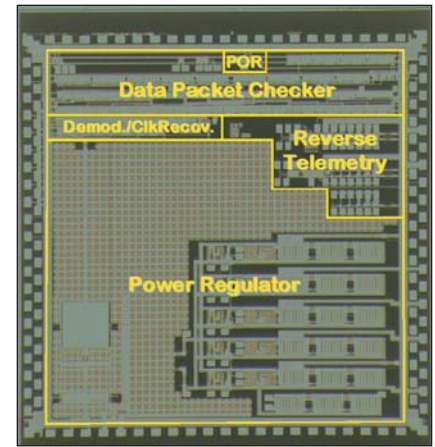 POR
Data Packet Checker
Demod./ClkRecov.
Reverse
Telemetry
Power Regulator